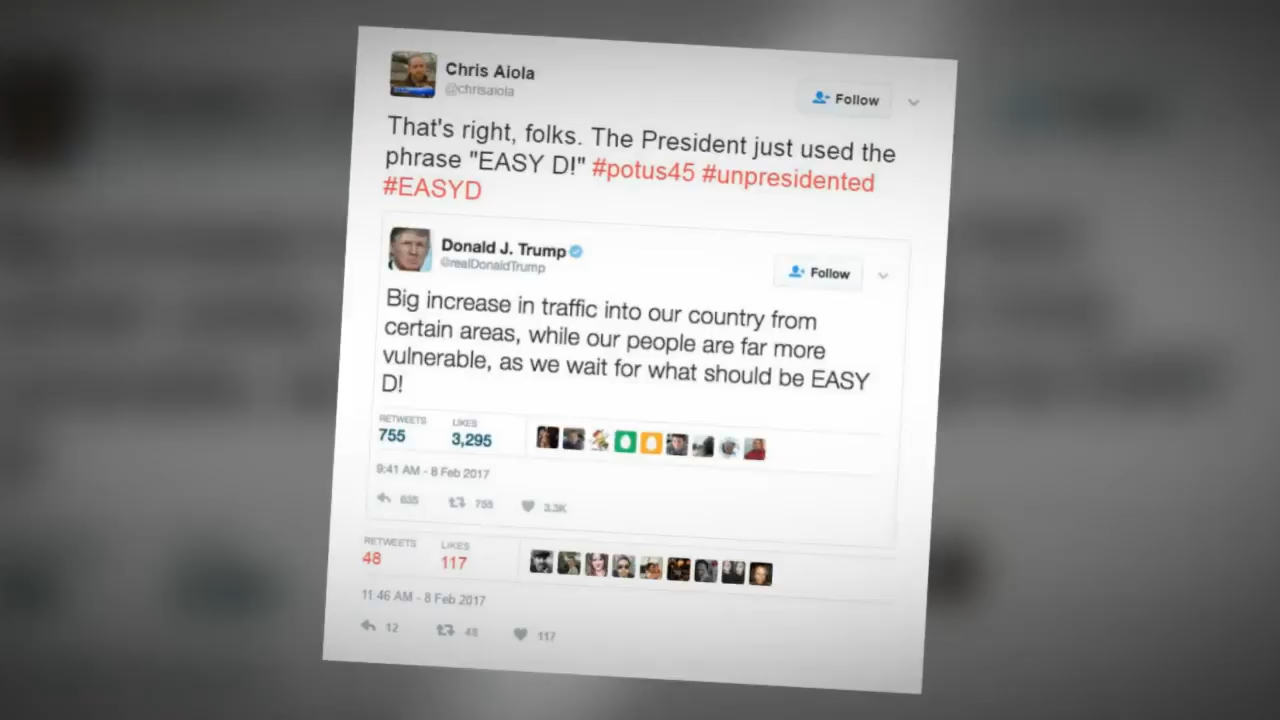 Chris Aiola
@chrisaiola
Follow
That's right, folks. The President just used the
phrase "EASY D!" #potus45 #unpresidented
#EASYD
Donald J. Trump
@realDonaldTrump
Follow
Big increase in traffic into our country from
certain areas, while our people are far more
vulnerable, as we wait for what should be EASY
D!
RETWEETS LIKES
755 3,295
9:41 AM - 8 Feb 2017
635 755 3.3K
RETWEETS LIKES
48 117
11:46 AM - 8 Feb 2017
12 48 117